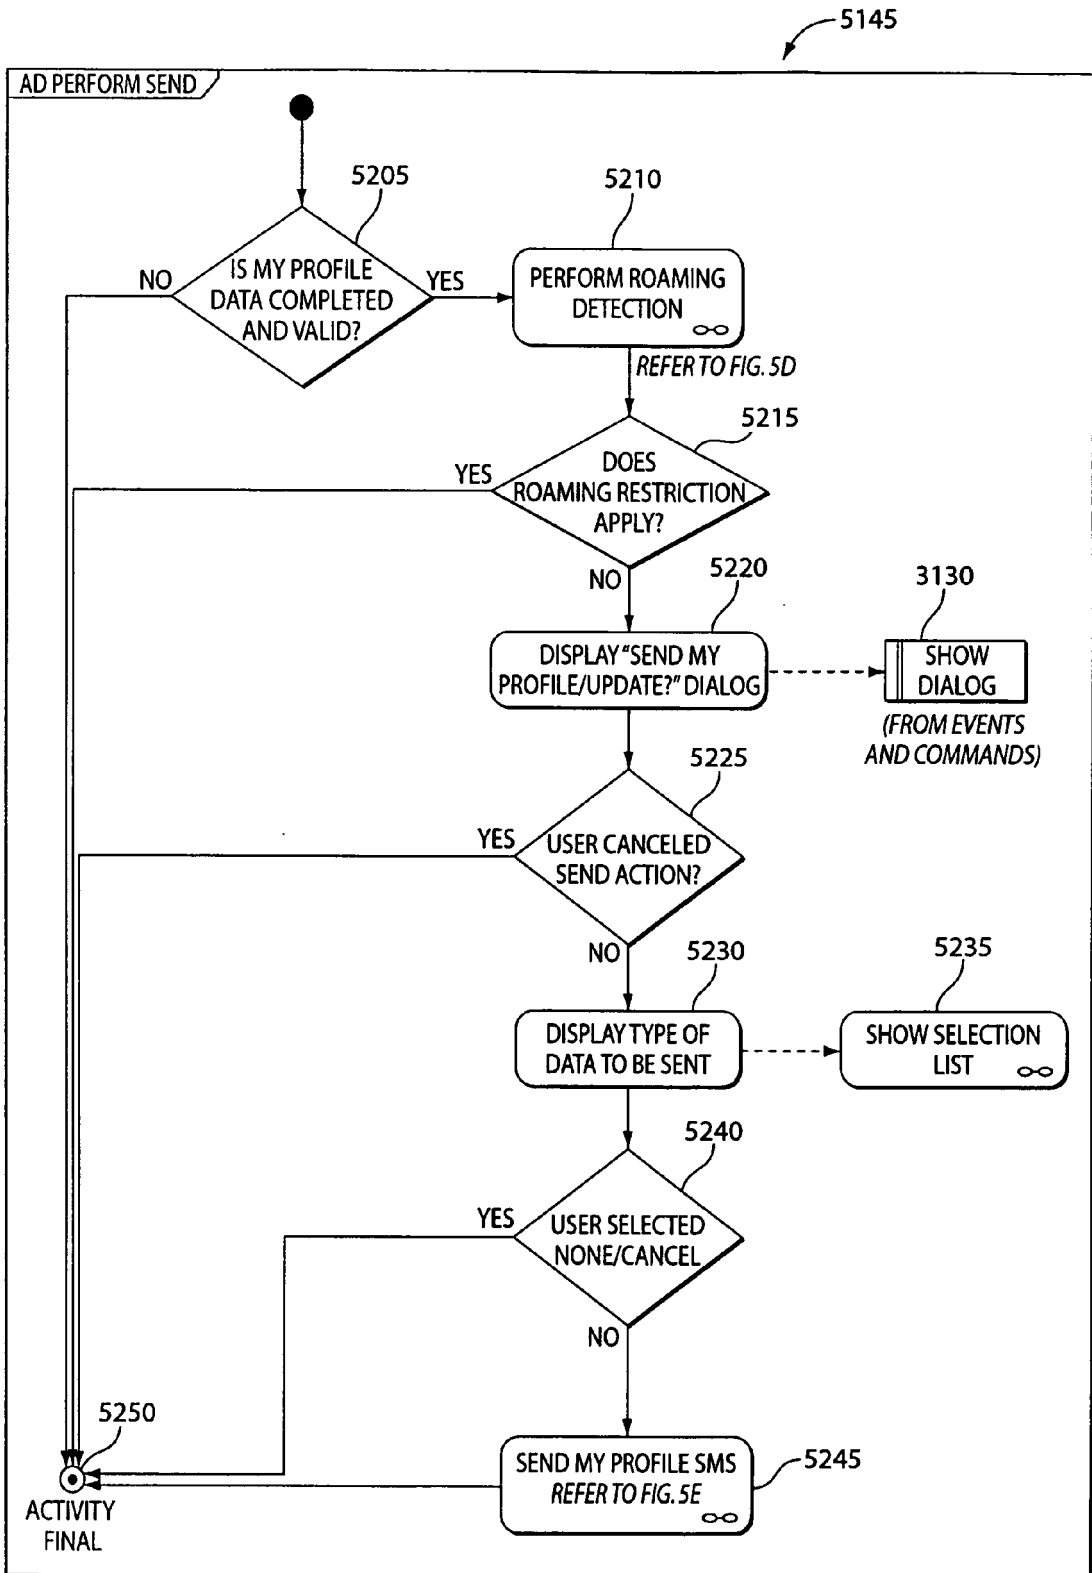 5145
AD PERFORM SEND
5205
5210
NO
IS MY PROFILE
DATA COMPLETED
AND VALID?
YES
PERFORM ROAMING
DETECTION
REFER TO FIG. 5D
5215
YES
DOES
ROAMING RESTRICTION
APPLY?
NO
5220
3130
DISPLAY "SEND MY
PROFILE/UPDATE?" DIALOG
SHOW
DIALOG
(FROM EVENTS
AND COMMANDS)
5225
YES
USER CANCELED
SEND ACTION?
NO
5230
5235
DISPLAY TYPE OF
DATA TO BE SENT
SHOW SELECTION
LIST
5240
YES
USER SELECTED
NONE/CANCEL
NO
5250
ACTIVITY
FINAL
SEND MY PROFILE SMS
REFER TO FIG. 5E
5245